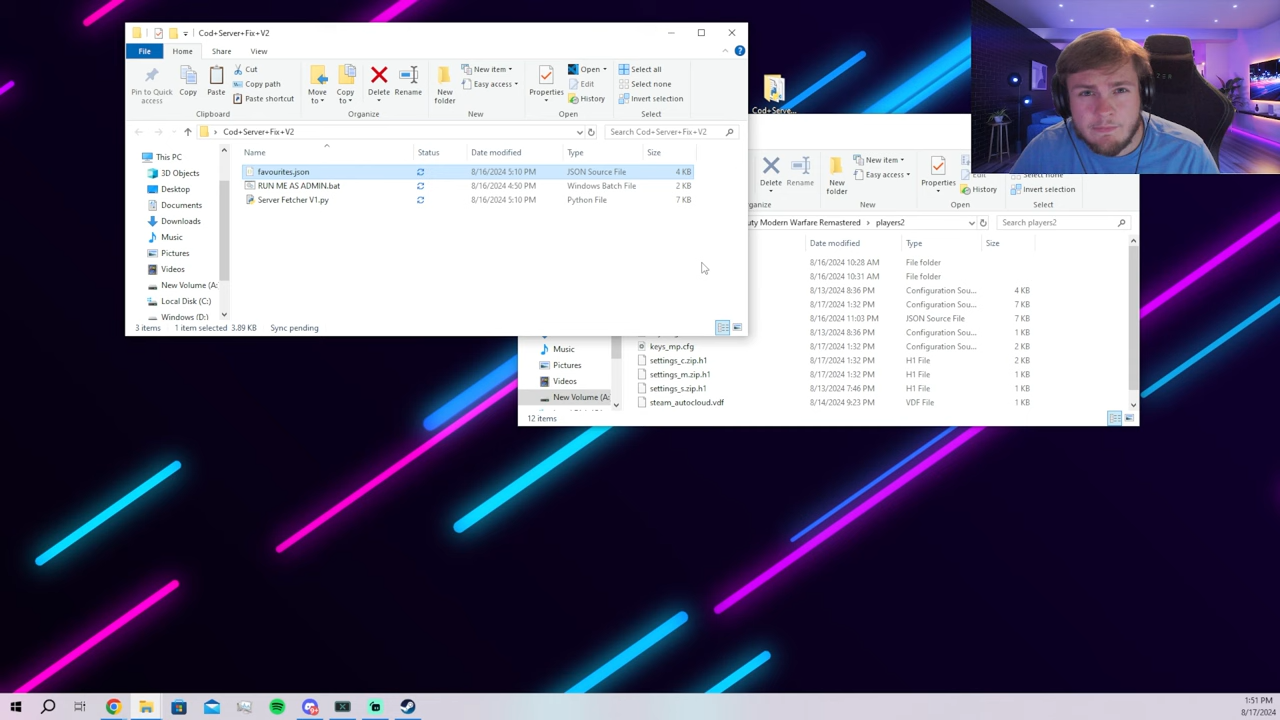 Cod+Server+Fix+V2
File Home Share View
Pin to Quick access
Copy
Paste
Cut
Copy path
Paste shortcut
Clipboard
Move to
Copy to
Delete
Rename
Organize
New folder
New item
Easy access
New
Properties
Open
Edit
History
Open
Select all
Select none
Invert selection
Select
Cod+Server+Fix+V2
Search Cod+Server+Fix+V2
This PC
3D Objects
Desktop
Documents
Downloads
Music
Pictures
Videos
New Volume (A:
Local Disk (C:)
Windows (D:)
Name Status Date modified Type Size
favourites.json 8/16/2024 5:10 PM JSON Source File 4 KB
RUN ME AS ADMIN.bat 8/16/2024 4:50 PM Windows Batch File 2 KB
Server Fetcher V1.py 8/16/2024 5:10 PM Python File 7 KB
3 items 1 item selected 3.89 KB Sync pending
Cod+Serve...
Delete
Rename
New folder
New item
Easy access
Properties
History
Invert selection
ganize New Open Select
uty Modern Warfare Remastered > players2
Search players2
Date modified Type Size
8/16/2024 10:28 AM File folder
8/16/2024 10:31 AM File folder
8/13/2024 8:36 PM Configuration Sou... 4 KB
8/17/2024 1:32 PM Configuration Sou... 7 KB
8/16/2024 11:03 PM JSON Source File 7 KB
8/13/2024 8:36 PM Configuration Sou... 1 KB
keys_mp.cfg 8/17/2024 1:32 PM Configuration Sou... 2 KB
settings_c.zip.h1 8/17/2024 1:32 PM H1 File 2 KB
settings_m.zip.h1 8/17/2024 1:32 PM H1 File 1 KB
settings_s.zip.h1 8/13/2024 7:46 PM H1 File 1 KB
steam_autocloud.vdf 8/14/2024 9:23 PM VDF File 1 KB
Music
Pictures
Videos
New Volume (A:
12 items
1:51 PM
8/17/2024